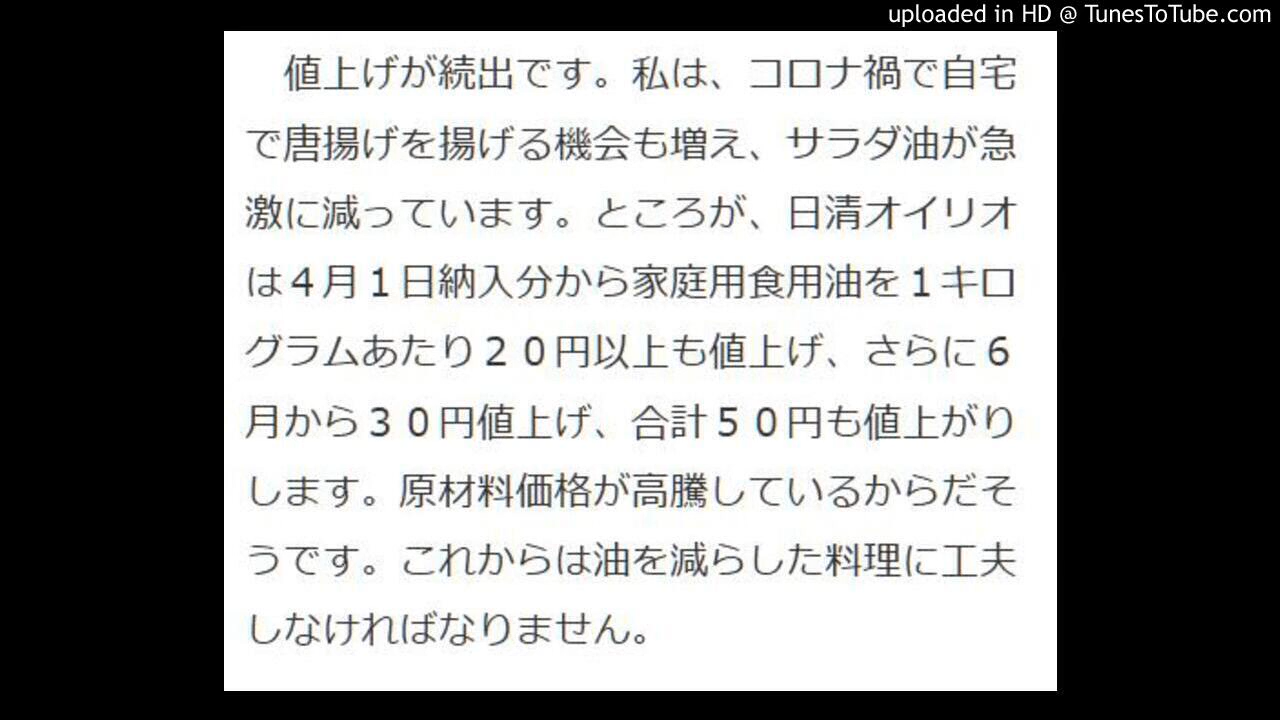 uploaded in HD @ TunesToTube.com
　値上げが続出です。私は、コロナ禍で自宅
で唐揚げを揚げる機会も増え、サラダ油が急
激に減っています。ところが、日清オイリオ
は４月１日納入分から家庭用食用油を１キロ
グラムあたり２０円以上も値上げ、さらに６
月から３０円値上げ、合計５０円も値上がり
します。原材料価格が高騰しているからだそ
うです。これからは油を減らした料理に工夫
しなければなりません。